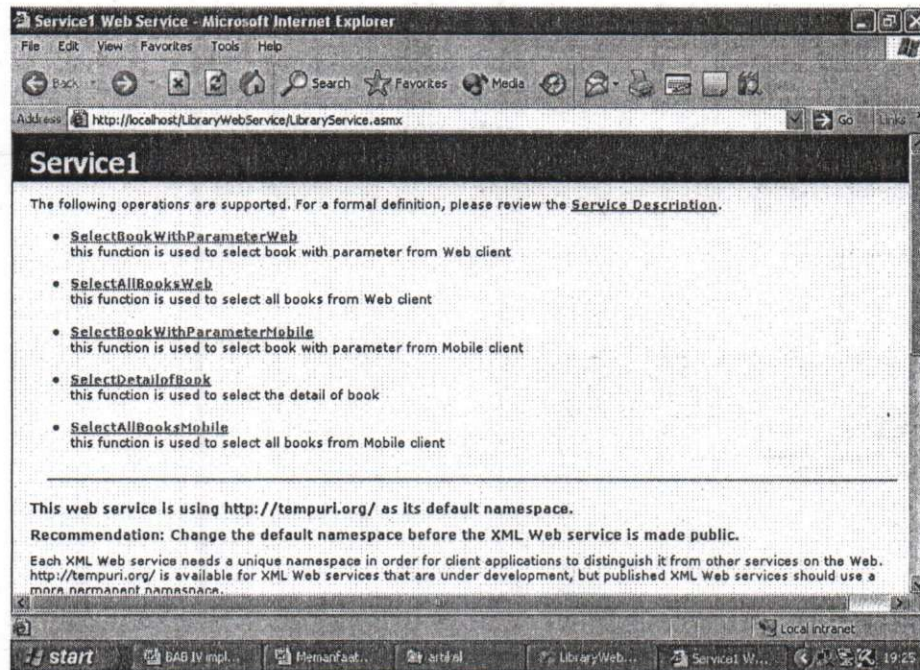 Service1 Web Service - Microsoft Internet Explorer
File Edit View Favorites Tools Help
Back Search Favorites Media
Address http://localhost/LibraryWebService/LibraryService.asmx Go Links
Service1
The following operations are supported. For a formal definition, please review the Service Description.
• SelectBookWithParameterWeb
this function is used to select book with parameter from Web client
• SelectAllBooksWeb
this function is used to select all books from Web client
• SelectBookWithParameterMobile
this function is used to select book with parameter from Mobile client
• SelectDetailofBook
this function is used to select the detail of book
• SelectAllBooksMobile
this function is used to select all books from Mobile client
This web service is using http://tempuri.org/ as its default namespace.
Recommendation: Change the default namespace before the XML Web service is made public.
Each XML Web service needs a unique namespace in order for client applications to distinguish it from other services on the Web.
http://tempuri.org/ is available for XML Web services that are under development, but published XML Web services should use a
more permanent namespace.
Local intranet
start BAB IV impl... Memanfaat... artikel LibraryWeb... Service1 W... 19:25